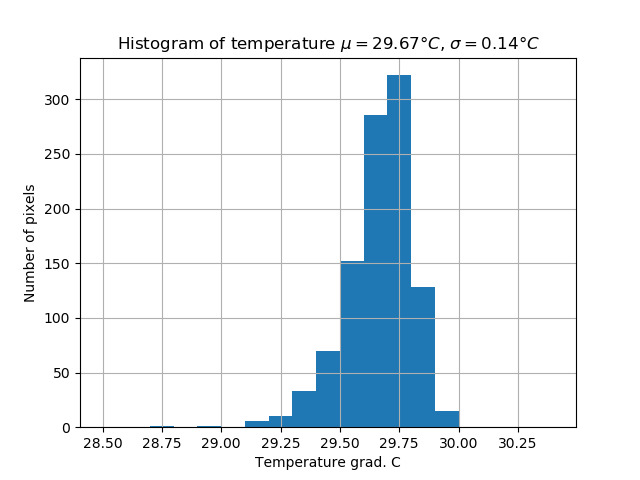 Histogram of temperature μ = 29.67°C, σ = 0.14°C
300
250
200
150
100
50
0
Number of pixels
28.50 28.75 29.00 29.25 29.50 29.75 30.00 30.25
Temperature grad. C